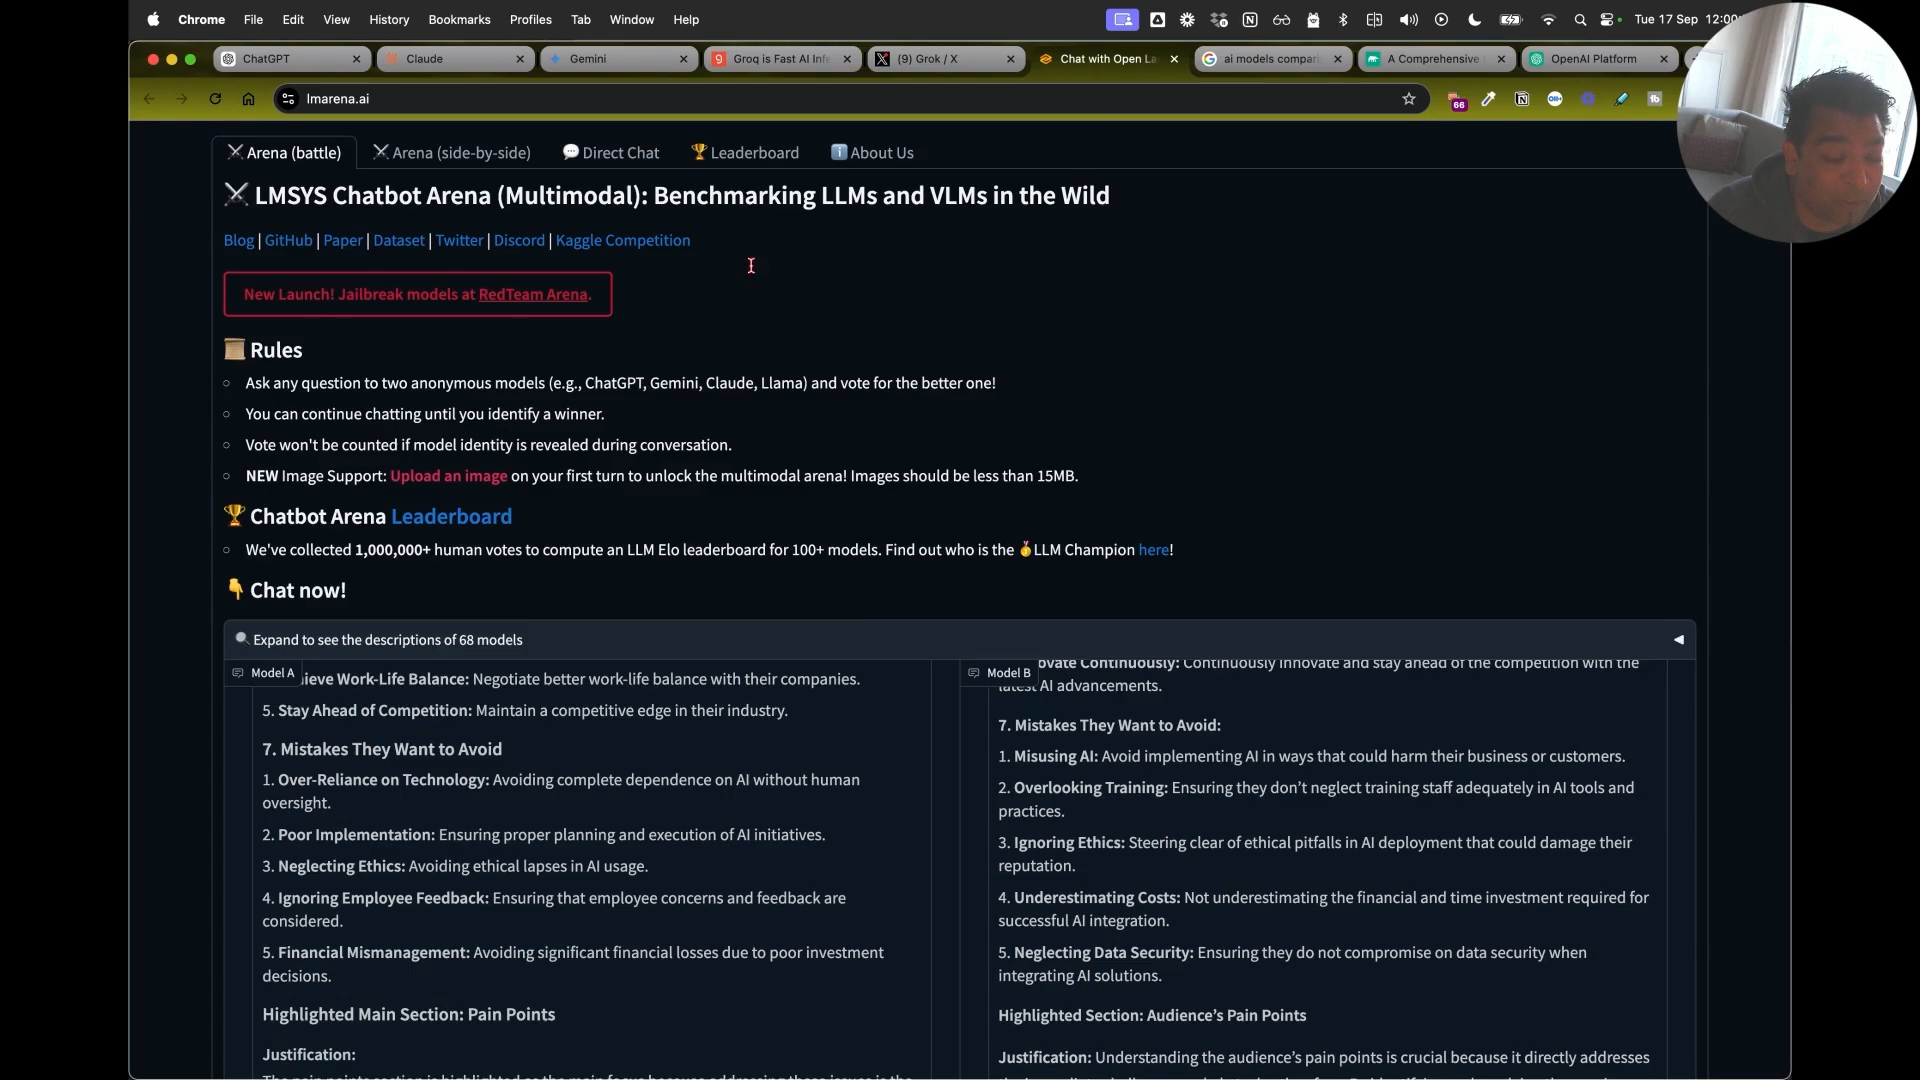 Chrome File Edit View History Bookmarks Profiles Tab Window Help Tue 17 Sep 12:00
ChatGPT Claude Gemini Groq is Fast AI Infe (9) Grok / X Chat with Open La ai models compari A Comprehensive OpenAI Platform
lmarena.ai 66
Arena (battle) Arena (side-by-side) Direct Chat Leaderboard About Us
LMSYS Chatbot Arena (Multimodal): Benchmarking LLMs and VLMs in the Wild
Blog | GitHub | Paper | Dataset | Twitter | Discord | Kaggle Competition
New Launch! Jailbreak models at RedTeam Arena.
Rules
Ask any question to two anonymous models (e.g., ChatGPT, Gemini, Claude, Llama) and vote for the better one!
You can continue chatting until you identify a winner.
Vote won't be counted if model identity is revealed during conversation.
NEW Image Support: Upload an image on your first turn to unlock the multimodal arena! Images should be less than 15MB.
Chatbot Arena Leaderboard
We've collected 1,000,000+ human votes to compute an LLM Elo leaderboard for 100+ models. Find out who is the 🥇LLM Champion here!
Chat now!
Expand to see the descriptions of 68 models
Model A
ieve Work-Life Balance: Negotiate better work-life balance with their companies.
5. Stay Ahead of Competition: Maintain a competitive edge in their industry.
7. Mistakes They Want to Avoid
1. Over-Reliance on Technology: Avoiding complete dependence on AI without human
oversight.
2. Poor Implementation: Ensuring proper planning and execution of AI initiatives.
3. Neglecting Ethics: Avoiding ethical lapses in AI usage.
4. Ignoring Employee Feedback: Ensuring that employee concerns and feedback are
considered.
5. Financial Mismanagement: Avoiding significant financial losses due to poor investment
decisions.
Highlighted Main Section: Pain Points
Justification:
Model B
ovate Continuously: Continuously innovate and stay ahead of the competition with the
latest AI advancements.
7. Mistakes They Want to Avoid:
1. Misusing AI: Avoid implementing AI in ways that could harm their business or customers.
2. Overlooking Training: Ensuring they don't neglect training staff adequately in AI tools and
practices.
3. Ignoring Ethics: Steering clear of ethical pitfalls in AI deployment that could damage their
reputation.
4. Underestimating Costs: Not underestimating the financial and time investment required for
successful AI integration.
5. Neglecting Data Security: Ensuring they do not compromise on data security when
integrating AI solutions.
Highlighted Section: Audience's Pain Points
Justification: Understanding the audience's pain points is crucial because it directly addresses